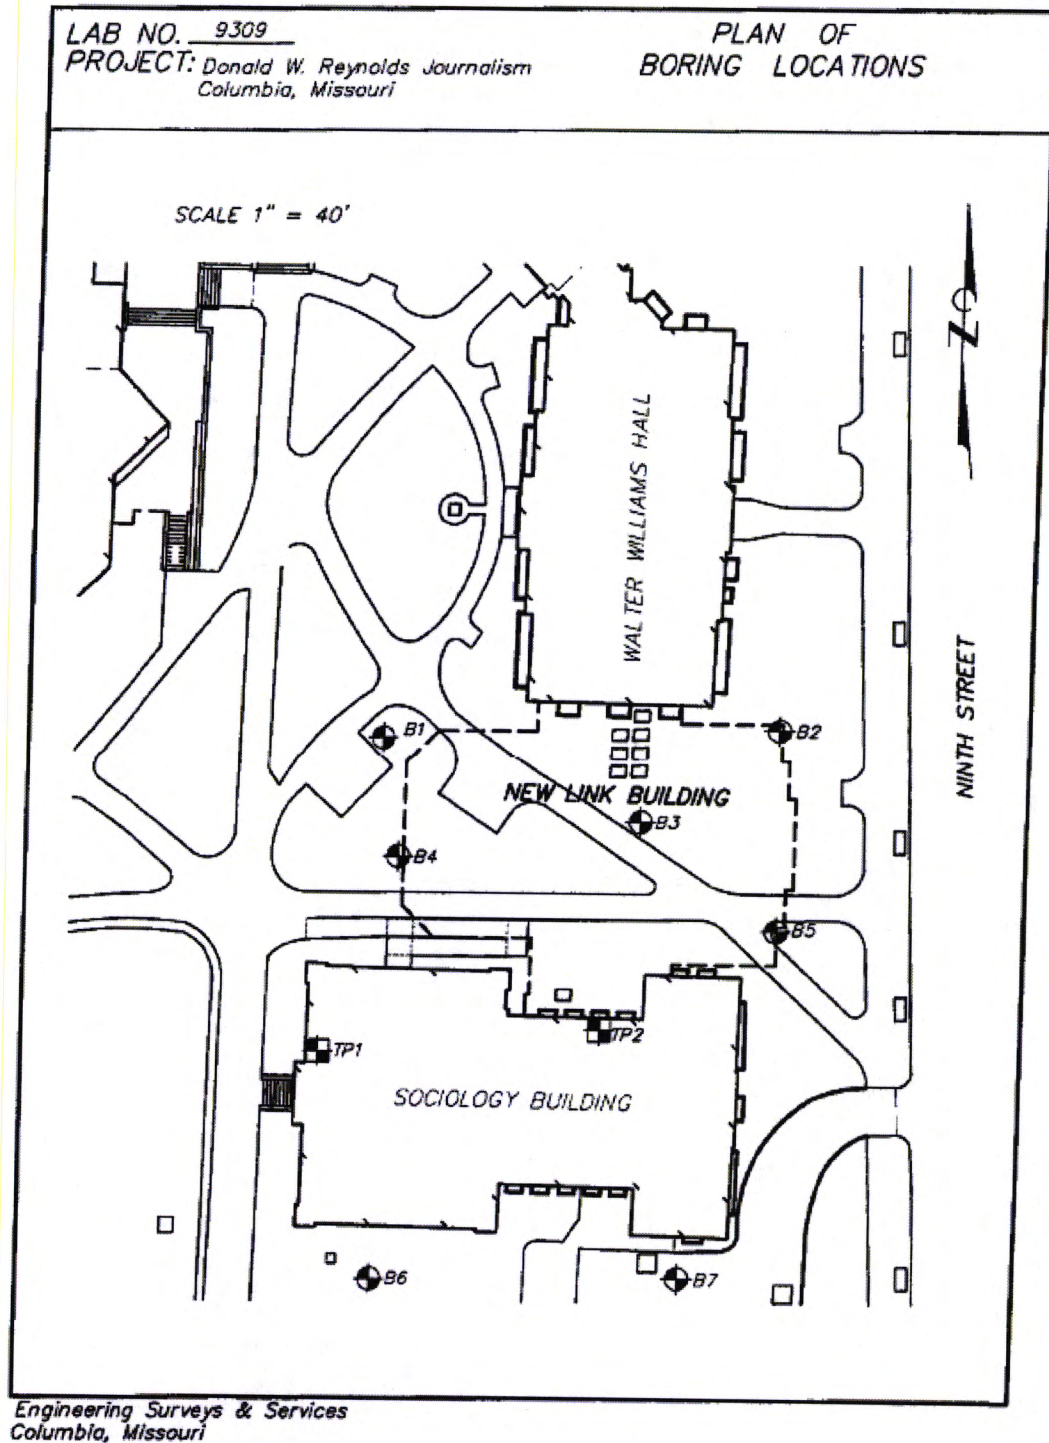 LAB NO. 9309
PROJECT: Donald W. Reynolds Journalism
Columbia, Missouri
PLAN OF
BORING LOCATIONS
SCALE 1" = 40'
N
WALTER WILLIAMS HALL
NINTH STREET
B1
B2
NEW LINK BUILDING
B3
B4
B5
TP1
TP2
SOCIOLOGY BUILDING
B6
B7
Engineering Surveys & Services
Columbia, Missouri